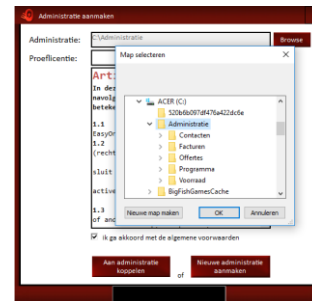 Administratie aanmaken
Administratie:
C:\Administratie
Browse
Proeflicentie:
Map selecteren
ACER (C:)
520b6b097df476a422dc6e
Administratie
Contacten
Facturen
Offertes
Programma
Voorraad
BigFishGamesCache
Nieuwe map maken
OK
Annuleren
Art
In dez
navolg
beteke
1.1
EasyOn
1.2
(recht
sluit
active
1.3
of and
ik ga akkoord met de algemene voorwaarden
Aan administratie
koppelen
of
Nieuwe administratie
aanmaken